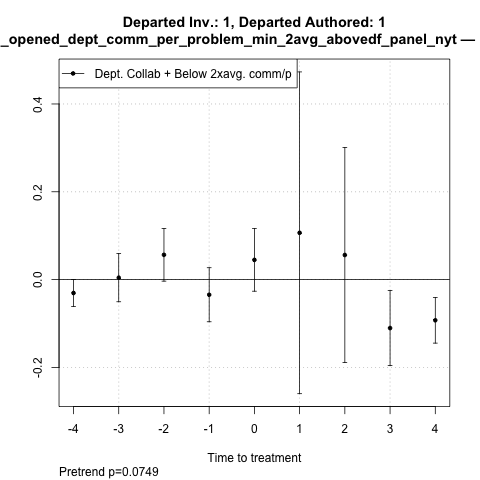 Departed Inv.: 1, Departed Authored: 1
_opened_dept_comm_per_problem_min_2avg_abovedf_panel_nyt —
Dept. Collab + Below 2xavg. comm/p
0.4
0.2
0.0
-0.2
-4 -3 -2 -1 0 1 2 3 4
Time to treatment
Pretrend p=0.0749